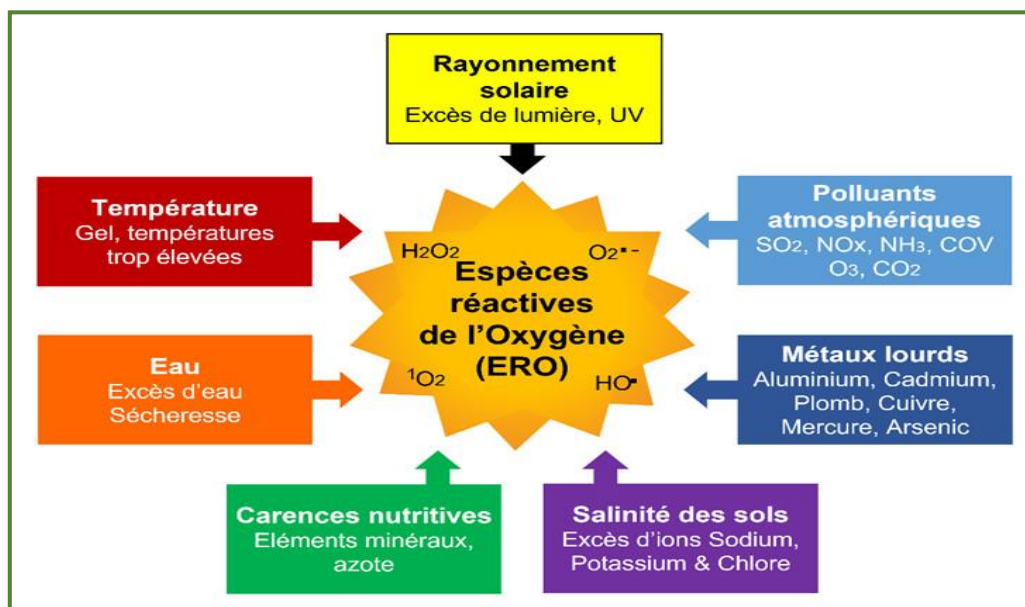 Rayonnement
solaire
Excès de lumière, UV
Température
Gel, températures
trop élevées
Polluants
atmosphériques
SO2, NOx, NH3, COV
O3, CO2
H2O2
O2▪-
Espèces
réactives
de l’Oxygène
(ERO)
1O2
HO▪
Eau
Excès d’eau
Sécheresse
Métaux lourds
Aluminium, Cadmium,
Plomb, Cuivre,
Mercure, Arsenic
Carences nutritives
Eléments minéraux,
azote
Salinité des sols
Excès d’ions Sodium,
Potassium & Chlore